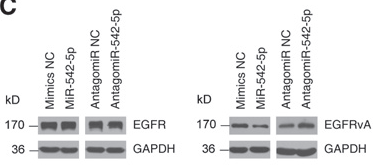 C
kD
Mimics NC
MiR-542-5p
AntagomiR NC
AntagomiR-542-5p
170
EGFR
36
GAPDH
kD
Mimics NC
MiR-542-5p
AntagomiR NC
AntagomiR-542-5p
170
EGFRvA
36
GAPDH